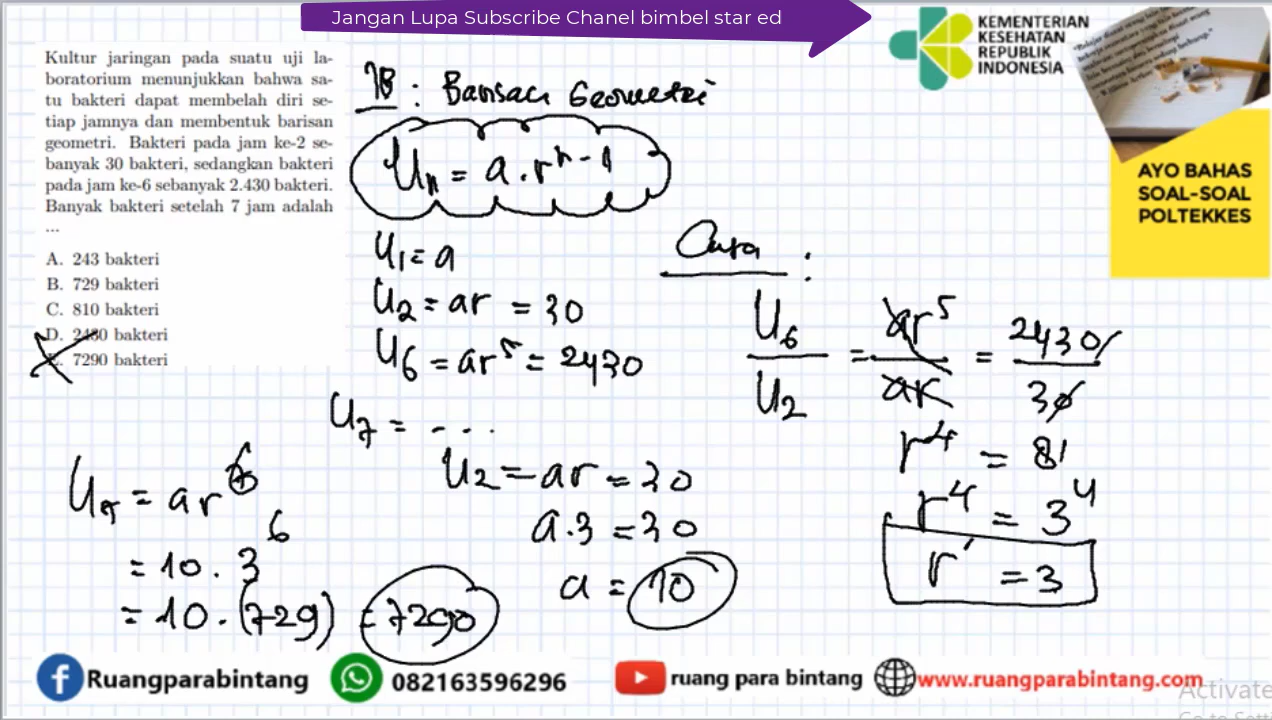 Jangan Lupa Subscribe Chanel bimbel star ed
KEMENTERIAN
KESEHATAN
REPUBLIK
INDONESIA
AYO BAHAS
SOAL-SOAL
POLTEKKES
Kultur jaringan pada suatu uji la-
boratorium menunjukkan bahwa sa-
tu bakteri dapat membelah diri se-
tiap jamnya dan membentuk barisan
geometri. Bakteri pada jam ke-2 se-
banyak 30 bakteri, sedangkan bakteri
pada jam ke-6 sebanyak 2.430 bakteri.
Banyak bakteri setelah 7 jam adalah
...
A. 243 bakteri
B. 729 bakteri
C. 810 bakteri
D. 2430 bakteri
E. 7290 bakteri
: Barisan Geometri
Un = a . r^n-1
U1 = a
U2 = ar = 30
U6 = ar^5 = 2430
U7 = ...
Cara :
U6/U2 = ar^5/ar = 2430/30
r^4 = 81
r^4 = 3^4
r = 3
U2 = ar = 30
a . 3 = 30
a = 10
U7 = ar^6
= 10 . 3^6
= 10 . (729) = 7290
Ruangparabintang
082163596296
ruang para bintang
www.ruangparabintang.com
Activate